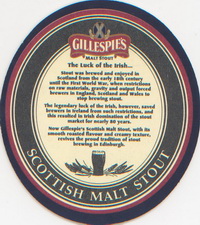 GILLESPIE'S
MALT STOUT
The Luck of the Irish...
Stout was brewed and enjoyed in
Scotland from the early 18th century
until the First World War, when restrictions
on raw materials, gravity and output forced
brewers in England, Scotland and Wales to
stop brewing stout.
The legendary luck of the Irish, however, saved
brewers in Ireland from such restrictions, and
this resulted in Irish domination of the stout
market for nearly 80 years.
Now Gillespie's Scottish Malt Stout, with its
smooth roasted flavour and creamy texture,
revives the proud tradition of stout
brewing in Edinburgh.
SCOTTISH MALT STOUT